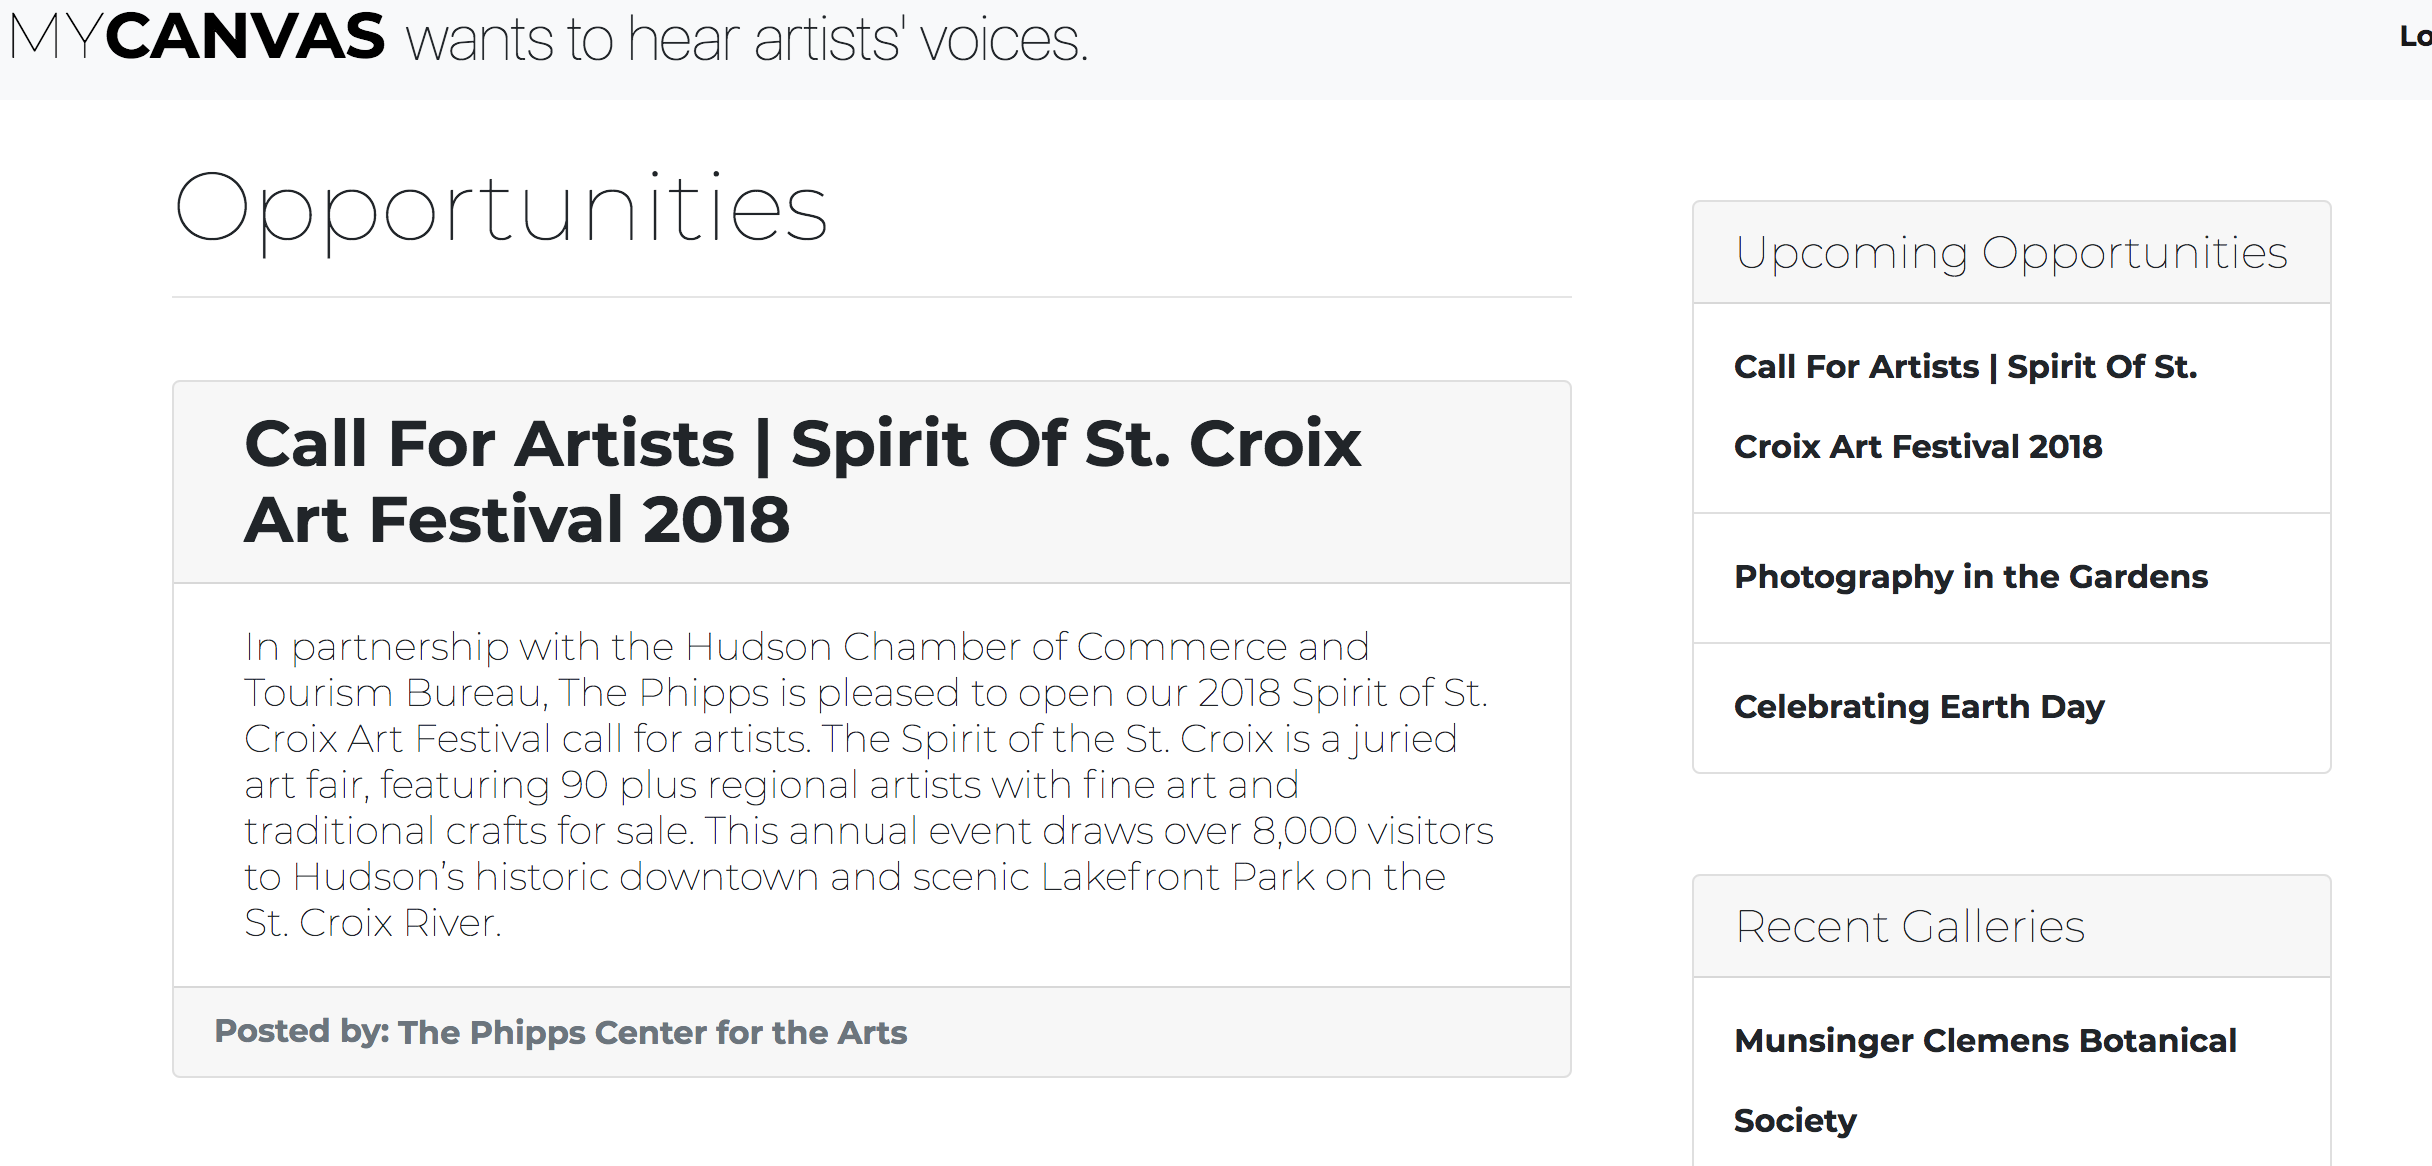 MYCANVAS wants to hear artists' voices.
Opportunities
Call For Artists | Spirit Of St. Croix
Art Festival 2018
In partnership with the Hudson Chamber of Commerce and
Tourism Bureau, The Phipps is pleased to open our 2018 Spirit of St.
Croix Art Festival call for artists. The Spirit of the St. Croix is a juried
art fair, featuring 90 plus regional artists with fine art and
traditional crafts for sale. This annual event draws over 8,000 visitors
to Hudson’s historic downtown and scenic Lakefront Park on the
St. Croix River.
Posted by: The Phipps Center for the Arts
Upcoming Opportunities
Call For Artists | Spirit Of St.
Croix Art Festival 2018
Photography in the Gardens
Celebrating Earth Day
Recent Galleries
Munsinger Clemens Botanical
Society